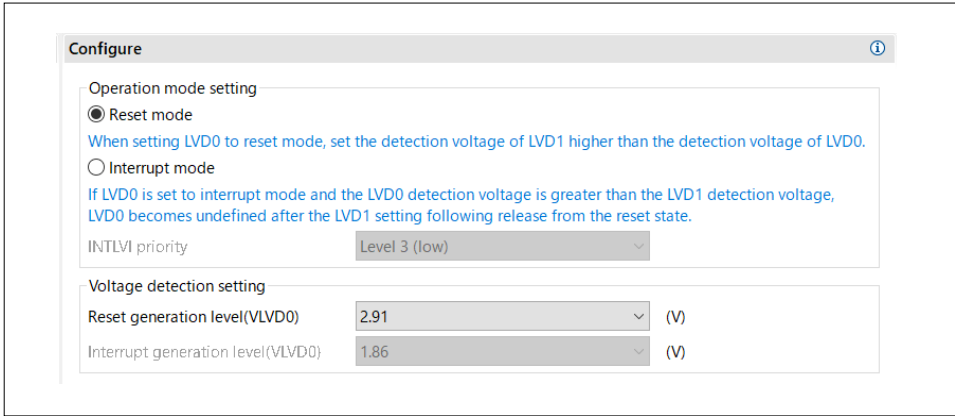 Configure
Operation mode setting
Reset mode
When setting LVD0 to reset mode, set the detection voltage of LVD1 higher than the detection voltage of LVD0.
Interrupt mode
If LVD0 is set to interrupt mode and the LVD0 detection voltage is greater than the LVD1 detection voltage,
LVD0 becomes undefined after the LVD1 setting following release from the reset state.
INTLVI priority Level 3 (low)
Voltage detection setting
Reset generation level(VLVD0) 2.91 (V)
Interrupt generation level(VLVD0) 1.86 (V)